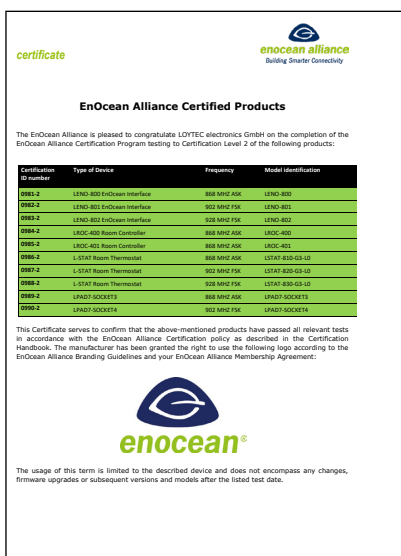 certificate
enocean alliance
Building Smarter Connectivity
EnOcean Alliance Certified Products
The EnOcean Alliance is pleased to congratulate LOYTEC electronics GmbH on the completion of the
EnOcean Alliance Certification Program testing to Certification Level 2 of the following products:
Certification ID number Type of Device Frequency Model identification
0981-2 LENO-800 EnOcean Interface 868 MHZ ASK LENO-800
0982-2 LENO-801 EnOcean Interface 902 MHZ FSK LENO-801
0983-2 LENO-802 EnOcean Interface 928 MHZ FSK LENO-802
0984-2 LROC-400 Room Controller 868 MHZ ASK LROC-400
0985-2 LROC-401 Room Controller 868 MHZ ASK LROC-401
0986-2 L-STAT Room Thermostat 868 MHZ ASK LSTAT-810-G3-L0
0987-2 L-STAT Room Thermostat 902 MHZ FSK LSTAT-820-G3-L0
0988-2 L-STAT Room Thermostat 928 MHZ FSK LSTAT-830-G3-L0
0989-2 LPAD7-SOCKET3 868 MHZ ASK LPAD7-SOCKET3
0990-2 LPAD7-SOCKET4 902 MHZ FSK LPAD7-SOCKET4
This Certificate serves to confirm that the above-mentioned products have passed all relevant tests
in accordance with the EnOcean Alliance Certification policy as described in the Certification
Handbook. The manufacturer has been granted the right to use the following logo according to the
EnOcean Alliance Branding Guidelines and your EnOcean Alliance Membership Agreement:
enocean®
The usage of this term is limited to the described device and does not encompass any changes,
firmware upgrades or subsequent versions and models after the listed test date.